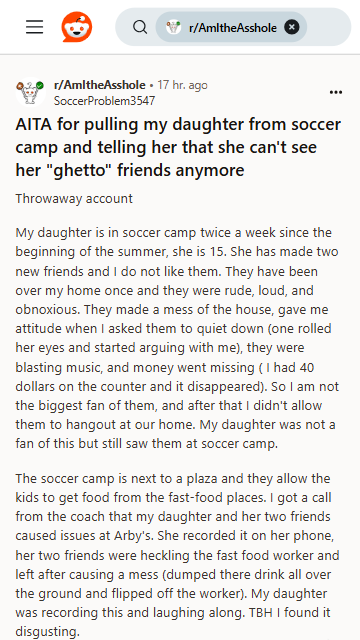 r/AmItheAsshole
r/AmItheAsshole • 17 hr. ago
SoccerProblem3547
AITA for pulling my daughter from soccer
camp and telling her that she can't see
her "ghetto" friends anymore
Throwaway account
My daughter is in soccer camp twice a week since the
beginning of the summer, she is 15. She has made two
new friends and I do not like them. They have been
over my home once and they were rude, loud, and
obnoxious. They made a mess of the house, gave me
attitude when I asked them to quiet down (one rolled
her eyes and started arguing with me), they were
blasting music, and money went missing ( I had 40
dollars on the counter and it disappeared). So I am not
the biggest fan of them, and after that I didn't allow
them to hangout at our home. My daughter was not a
fan of this but still saw them at soccer camp.
The soccer camp is next to a plaza and they allow the
kids to get food from the fast-food places. I got a call
from the coach that my daughter and her two friends
caused issues at Arby's. She recorded it on her phone,
her two friends were heckling the fast food worker and
left after causing a mess (dumped there drink all over
the ground and flipped off the worker). My daughter
was recording this and laughing along. TBH I found it
disgusting.